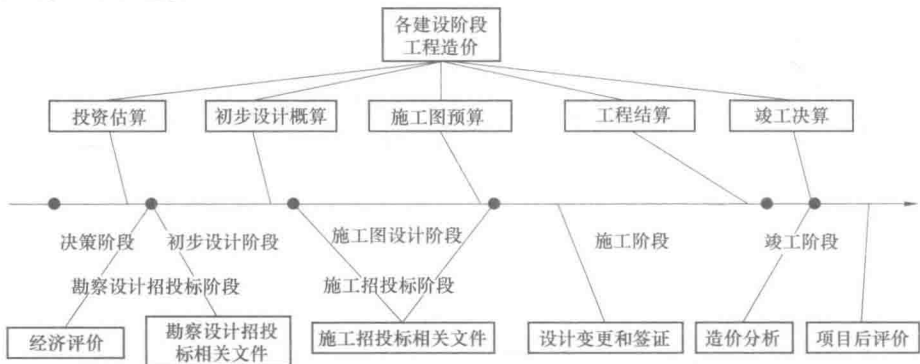 各建设阶段
工程造价
投资估算
初步设计概算
施工图预算
工程结算
竣工决算
决策阶段
初步设计阶段
施工图设计阶段
施工阶段
竣工阶段
勘察设计招投标阶段
施工招投标阶段
经济评价
勘察设计招投
标相关文件
施工招投标相关文件
设计变更和签证
造价分析
项目后评价